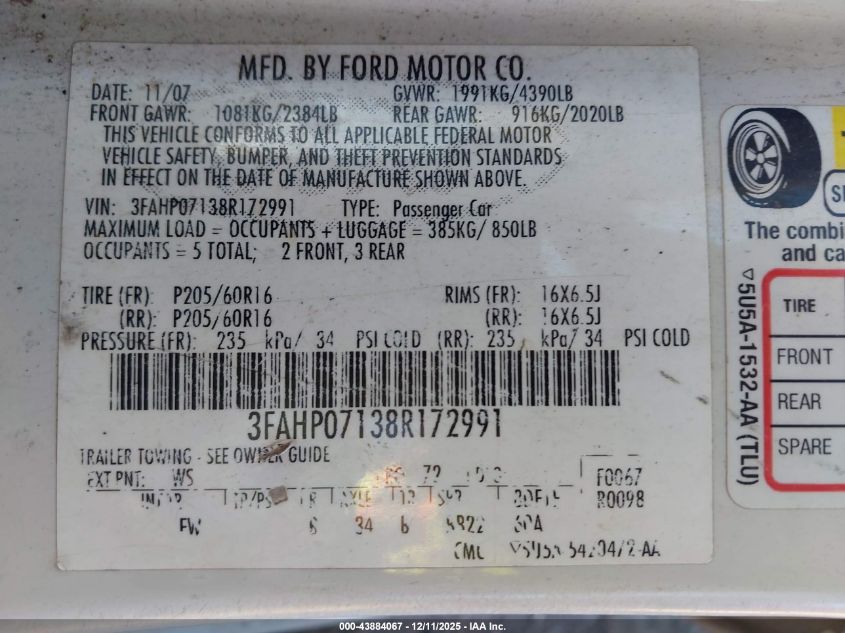 MFD. BY FORD MOTOR CO.
DATE: 11/07 GVWR: 1991KG/4390LB
FRONT GAWR: 1081KG/2384LB REAR GAWR: 916KG/2020LB
THIS VEHICLE CONFORMS TO ALL APPLICABLE FEDERAL MOTOR
VEHICLE SAFETY, BUMPER, AND THEFT PREVENTION STANDARDS
IN EFFECT ON THE DATE OF MANUFACTURE SHOWN ABOVE.
VIN: 3FAHP07138R172991 TYPE: Passenger Car
MAXIMUM LOAD = OCCUPANTS + LUGGAGE = 385KG/ 850LB
OCCUPANTS = 5 TOTAL; 2 FRONT, 3 REAR
TIRE (FR): P205/60R16 RIMS (FR): 16X6.5J
(RR): P205/60R16 (RR): 16X6.5J
PRESSURE (FR): 235 kPa/ 34 PSI COLD (RR): 235 kPa/ 34 PSI COLD
3FAHP07138R172991
TRAILER TOWING - SEE OWNER GUIDE
EXT PNT: WS F0067
R0098
6 34 6
The combi
and ca
TIRE
FRONT
REAR
SPARE
▽5U5A-1532-AA (TLU)
000-43884067 - 12/11/2025 - IAA Inc.